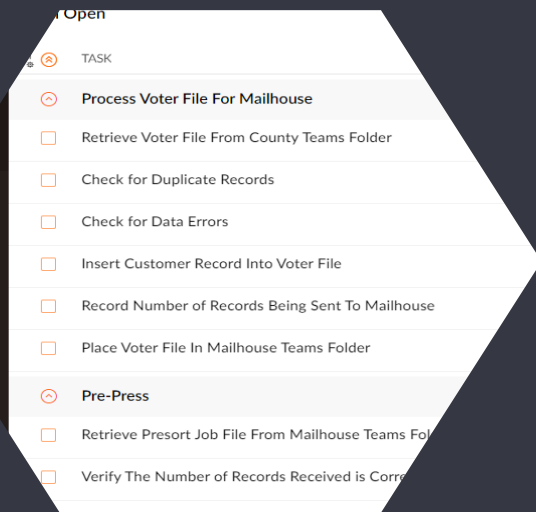 Open
TASK
Process Voter File For Mailhouse
Retrieve Voter File From County Teams Folder
Check for Duplicate Records
Check for Data Errors
Insert Customer Record Into Voter File
Record Number of Records Being Sent To Mailhouse
Place Voter File In Mailhouse Teams Folder
Pre-Press
Retrieve Presort Job File From Mailhouse Teams
Verify The Number of Records Received is